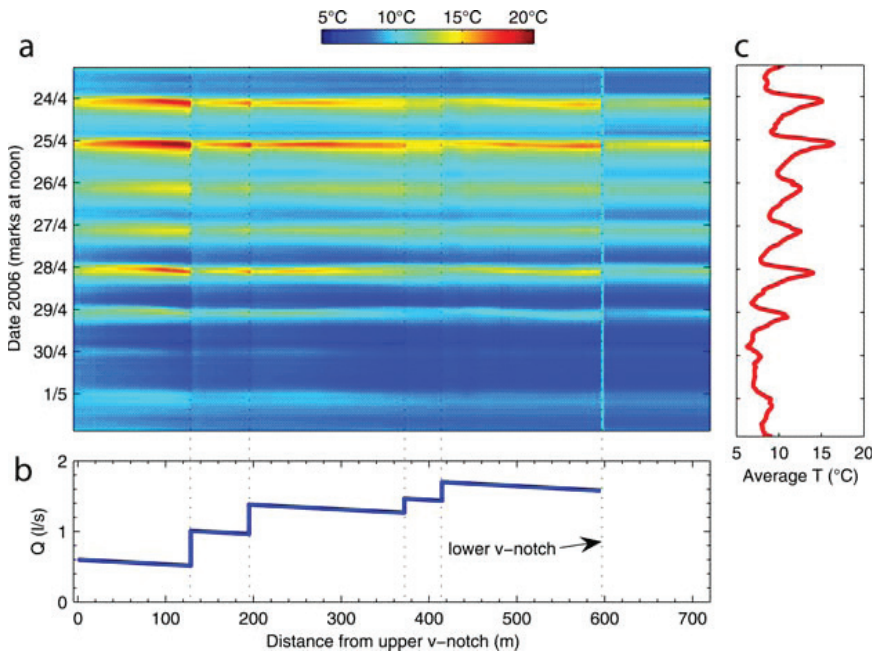 5°C 10°C 15°C 20°C
a
c
24/4
25/4
26/4
27/4
28/4
29/4
30/4
1/5
Date 2006 (marks at noon)
5 10 15 20
Average T (°C)
b
2
1
0
Q (l/s)
lower v-notch
0 100 200 300 400 500 600 700
Distance from upper v-notch (m)